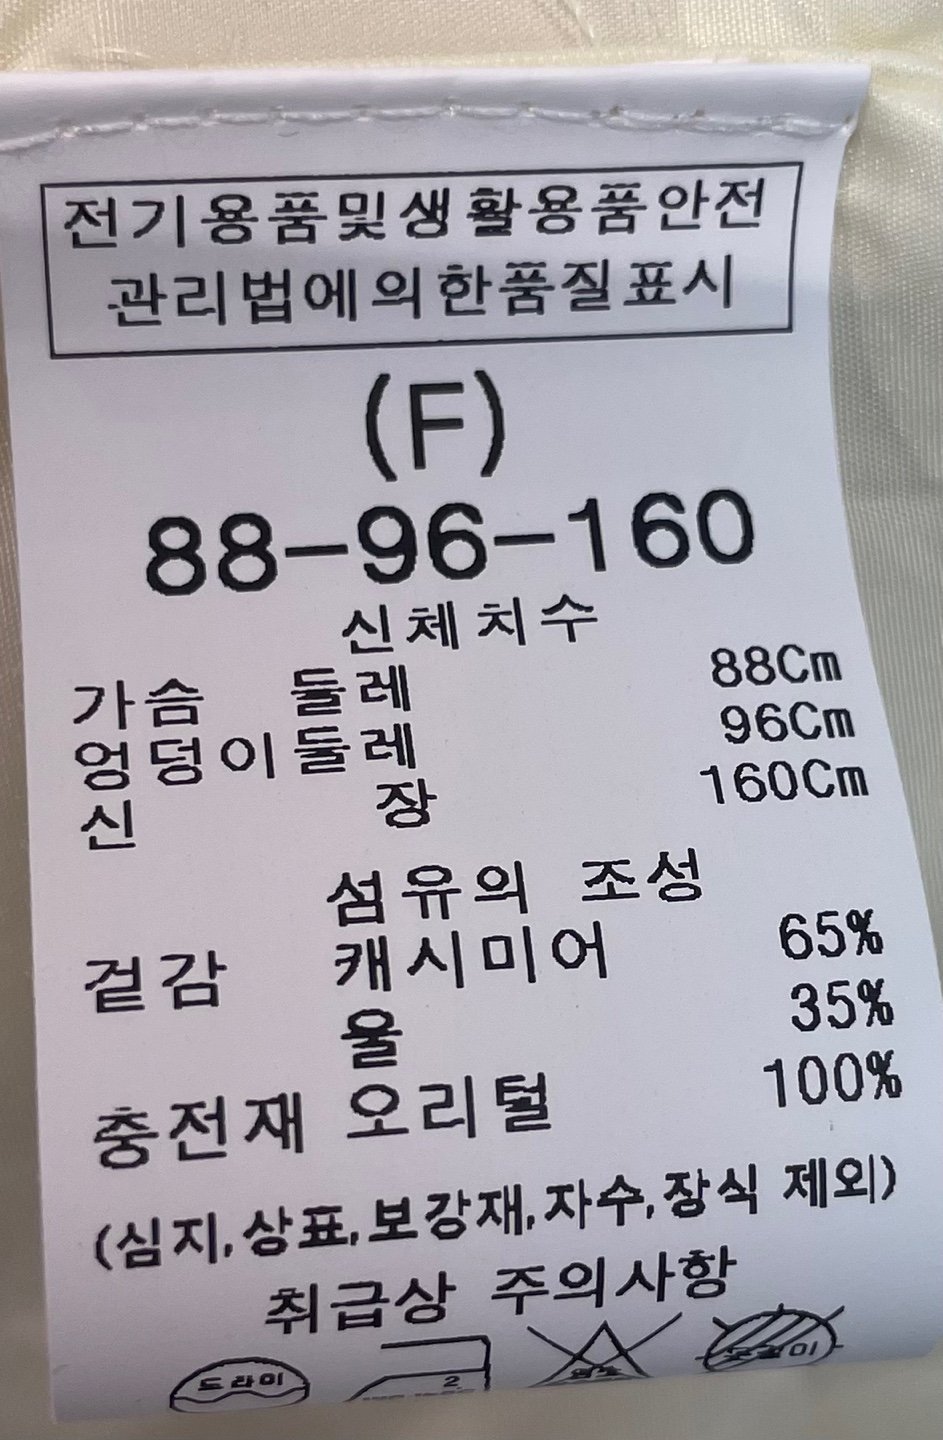 전기용품및생활용품안전
관리법에의한품질표시
(F)
88-96-160
신체치수
가슴 둘레 88Cm
엉덩이둘레 96Cm
신 장 160Cm
섬유의 조성
겉감 캐시미어 65%
울 35%
충전재 오리털 100%
(심지,상표,보강재,자수,장식 제외)
취급상 주의사항
드라이 2